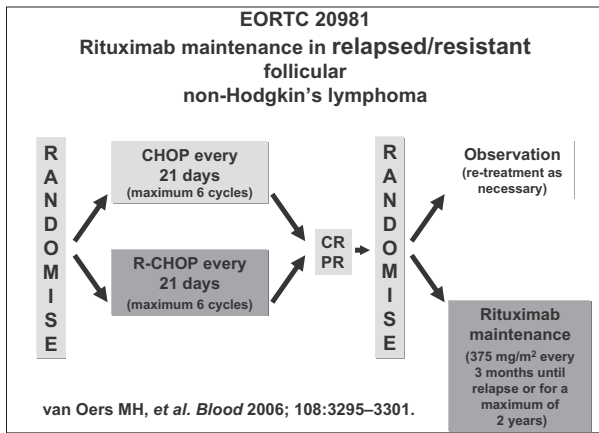 EORTC 20981
Rituximab maintenance in relapsed/resistant
follicular
non-Hodgkin's lymphoma
RANDOMISE
CHOP every
21 days
(maximum 6 cycles)
R-CHOP every
21 days
(maximum 6 cycles)
CR
PR
RANDOMISE
Observation
(re-treatment as
necessary)
Rituximab
maintenance
(375 mg/m² every
3 months until
relapse or for a
maximum of
2 years)
van Oers MH, et al. Blood 2006; 108:3295–3301.